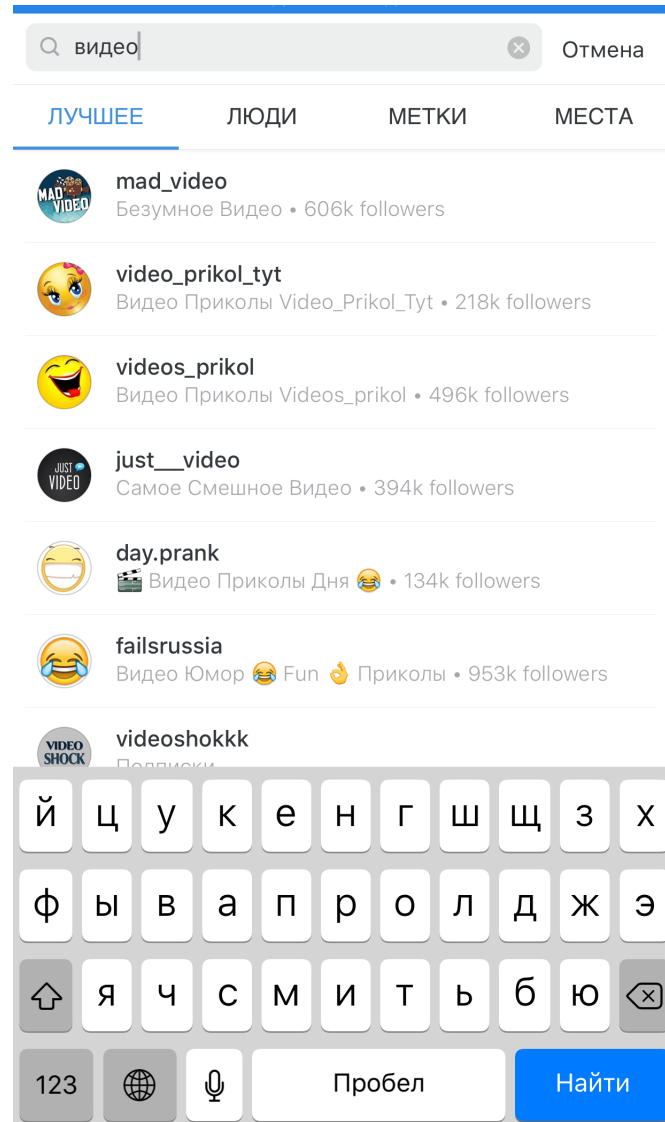 видео
Отмена
ЛУЧШЕЕ ЛЮДИ МЕТКИ МЕСТА
MAD VIDEO
mad_video
Безумное Видео • 606k followers
video_prikol_tyt
Видео Приколы Video_Prikol_Tyt • 218k followers
videos_prikol
Видео Приколы Videos_prikol • 496k followers
JUST VIDEO
just___video
Самое Смешное Видео • 394k followers
day.prank
🎬 Видео Приколы Дня 😂 • 134k followers
failsrussia
Видео Юмор 😂 Fun 👌 Приколы • 953k followers
VIDEO SHOCK
videoshokkk
Подписки
й ц у к е н г ш щ з х
ф ы в а п р о л д ж э
я ч с м и т ь б ю
123 Пробел Найти